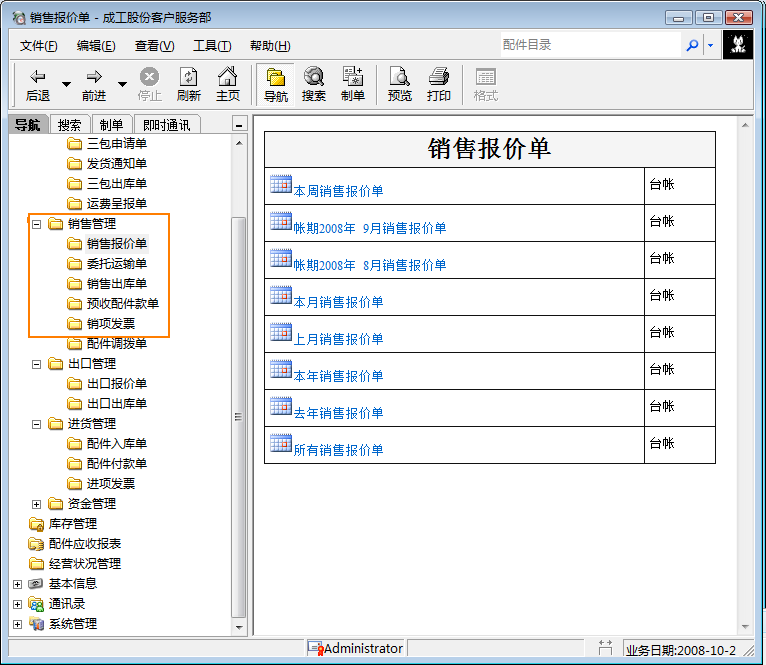 销售报价单 - 成工股份客户服务部
文件(F) 编辑(E) 查看(V) 工具(T) 帮助(H) 配件目录
后退 前进 停止 刷新 主页 导航 搜索 制单 预览 打印 格式
导航 搜索 制单 即时通讯
三包申请单
发货通知单
三包出库单
运费呈报单
销售管理
销售报价单
委托运输单
销售出库单
预收配件款单
销项发票
配件调拨单
出口管理
出口报价单
出口出库单
进货管理
配件入库单
配件付款单
进项发票
资金管理
库存管理
配件应收报表
经营状况管理
基本信息
通讯录
系统管理
销售报价单
本周销售报价单 台帐
帐期2008年 9月销售报价单 台帐
帐期2008年 8月销售报价单 台帐
本月销售报价单 台帐
上月销售报价单 台帐
本年销售报价单 台帐
去年销售报价单 台帐
所有销售报价单 台帐
Administrator 业务日期:2008-10-2